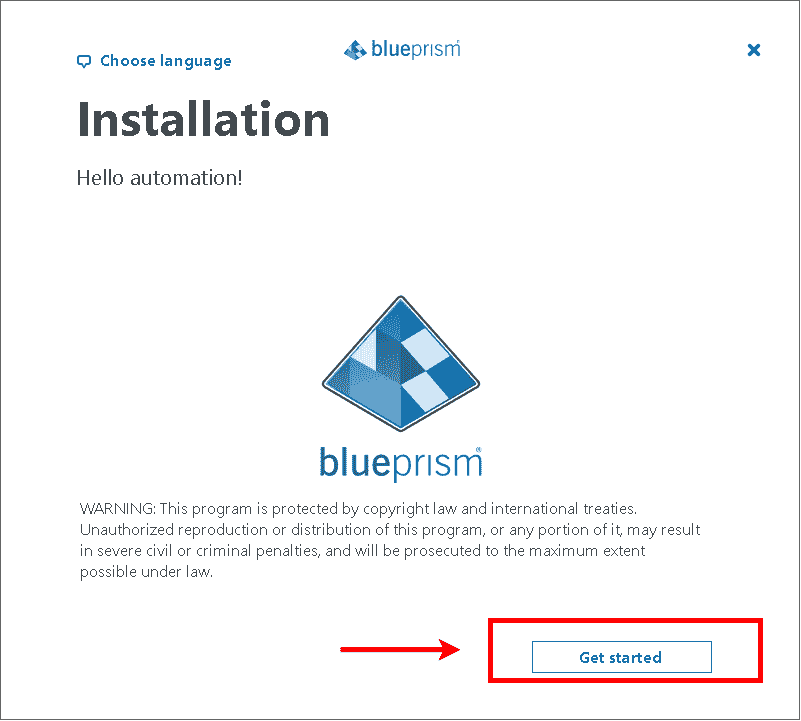 blueprism
Choose language
Installation
Hello automation!
blueprism®
WARNING: This program is protected by copyright law and international treaties.
Unauthorized reproduction or distribution of this program, or any portion of it, may result
in severe civil or criminal penalties, and will be prosecuted to the maximum extent
possible under law.
Get started